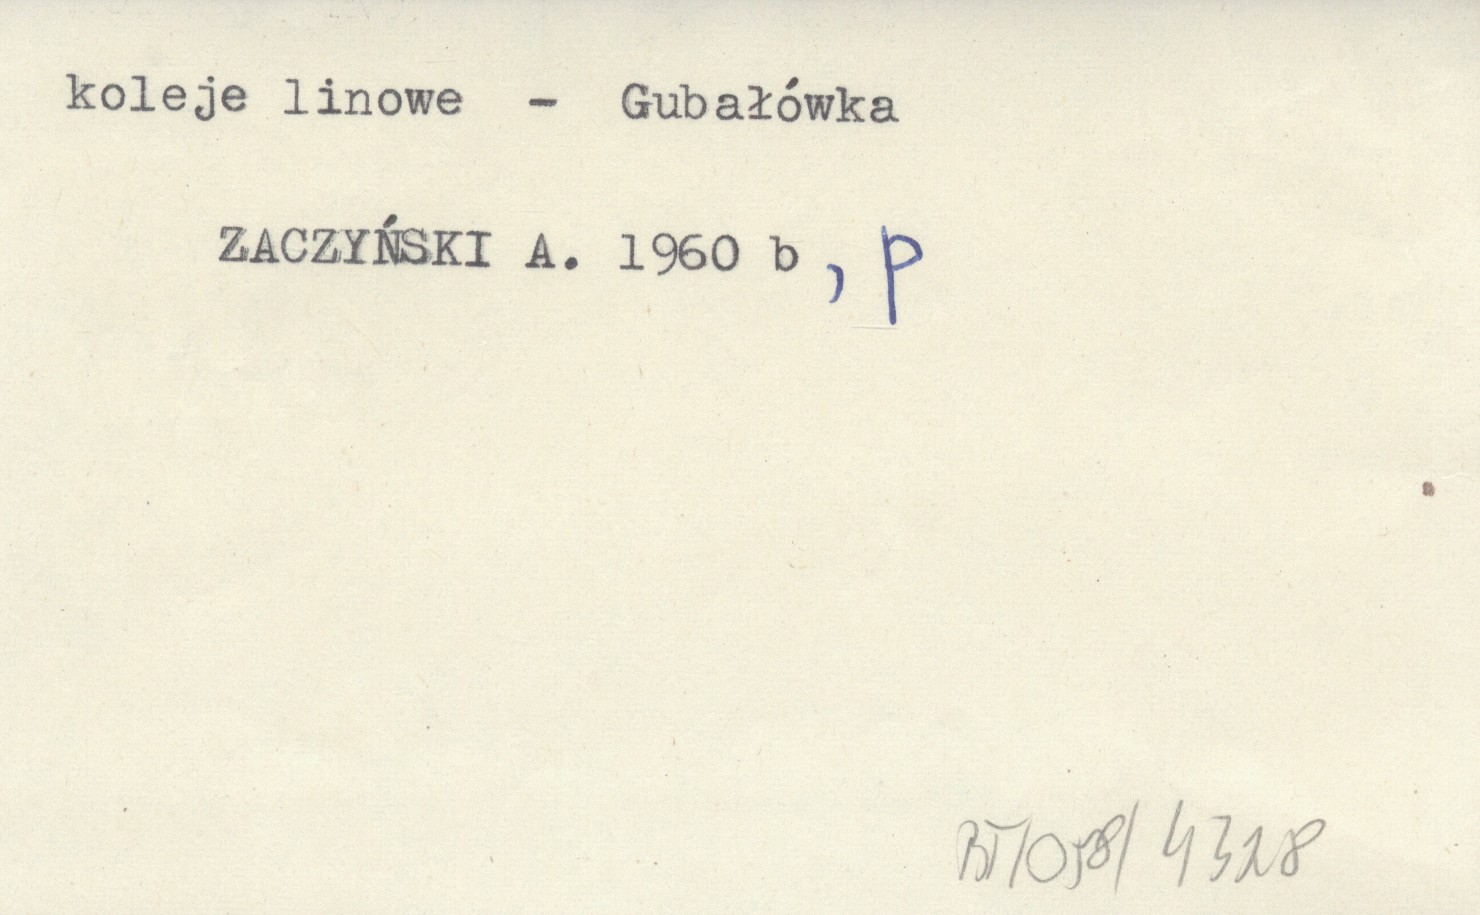 koleje linowe - Gubałówka
ZACZYŃSKI A. 1960 b, p
BT/058/4328